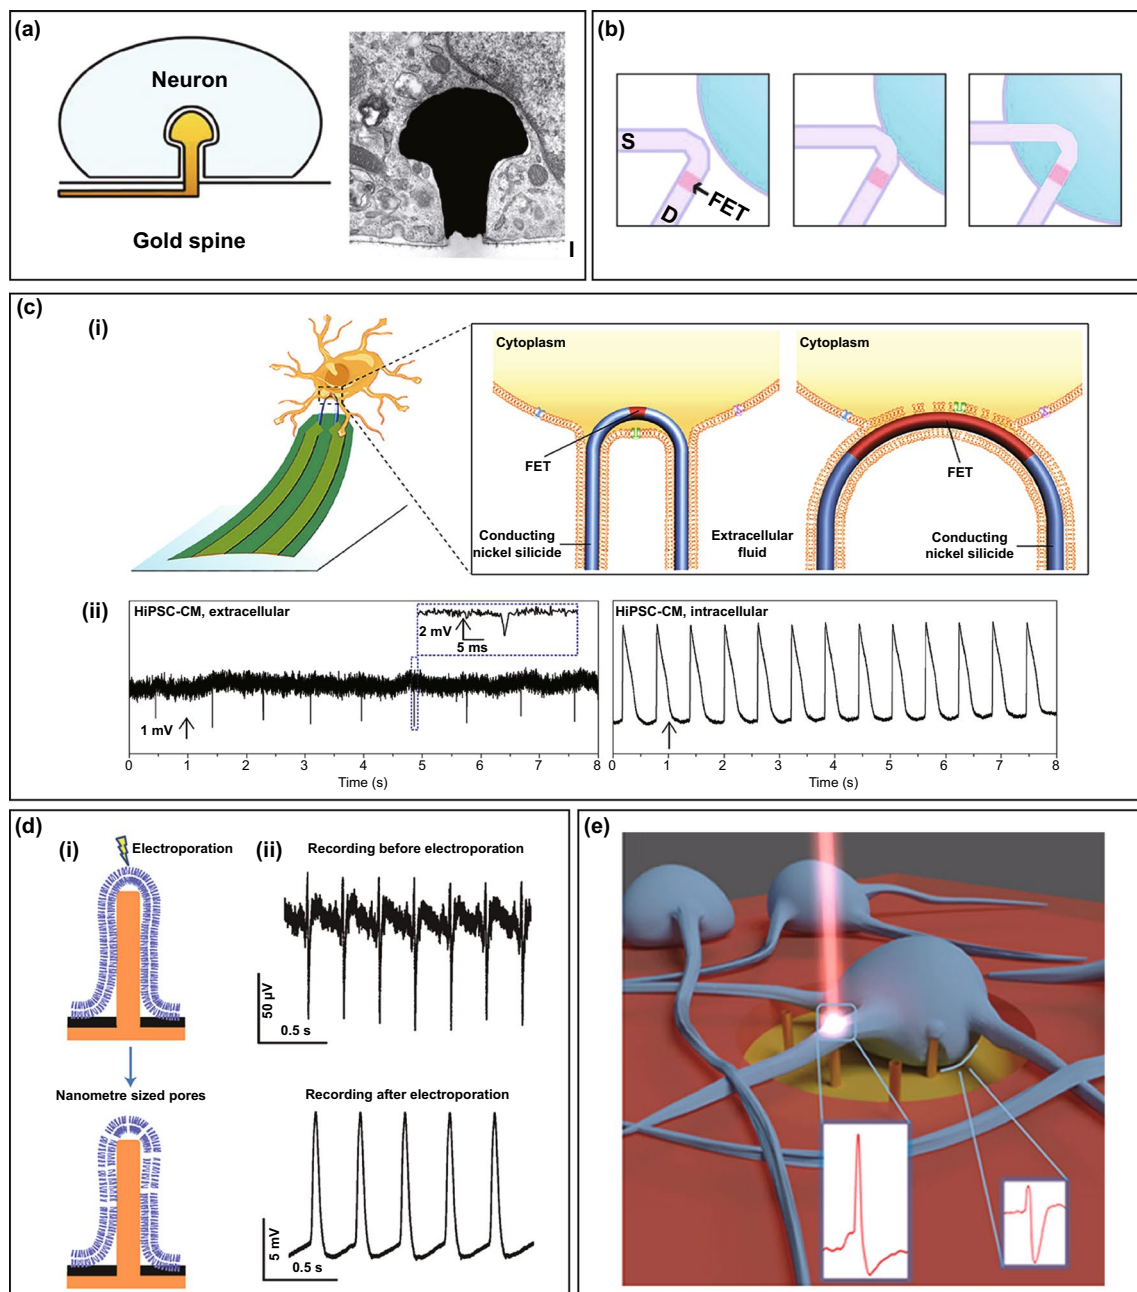 (a)
Neuron
Gold spine
(b)
S
D
FET
(c)
(i)
Cytoplasm
FET
Conducting
nickel silicide
Extracellular
fluid
Cytoplasm
FET
Conducting
nickel silicide
(ii)
HiPSC-CM, extracellular
2 mV
5 ms
1 mV
0 1 2 3 4 5 6 7 8
Time (s)
HiPSC-CM, intracellular
0 1 2 3 4 5 6 7 8
Time (s)
(d)
(i)
Electroporation
Nanometre sized pores
(ii)
Recording before electroporation
50 µV
0.5 s
Recording after electroporation
5 mV
0.5 s
(e)